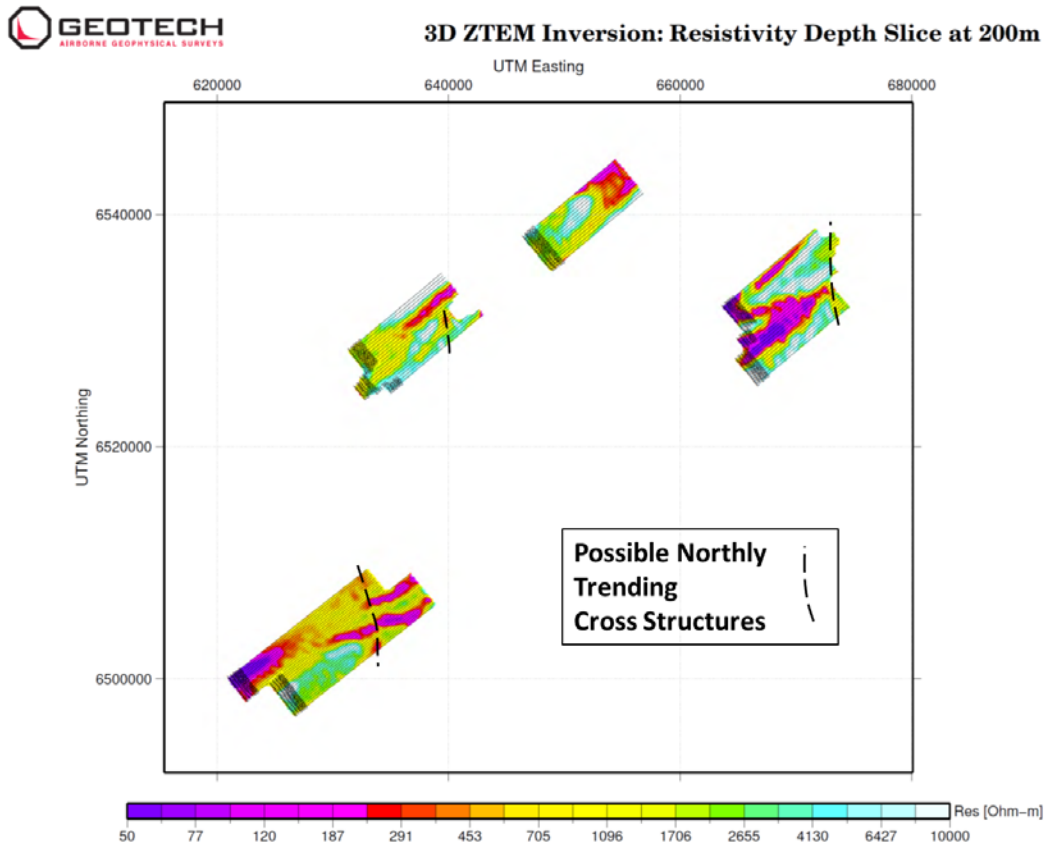 GEOTECH
AIRBORNE GEOPHYSICAL SURVEYS
3D ZTEM Inversion: Resistivity Depth Slice at 200m
UTM Easting
620000 640000 660000 680000
6540000
6520000
6500000
UTM Northing
Possible Northly
Trending
Cross Structures
Res [Ohm-m]
50 77 120 187 291 453 705 1096 1706 2655 4130 6427 10000